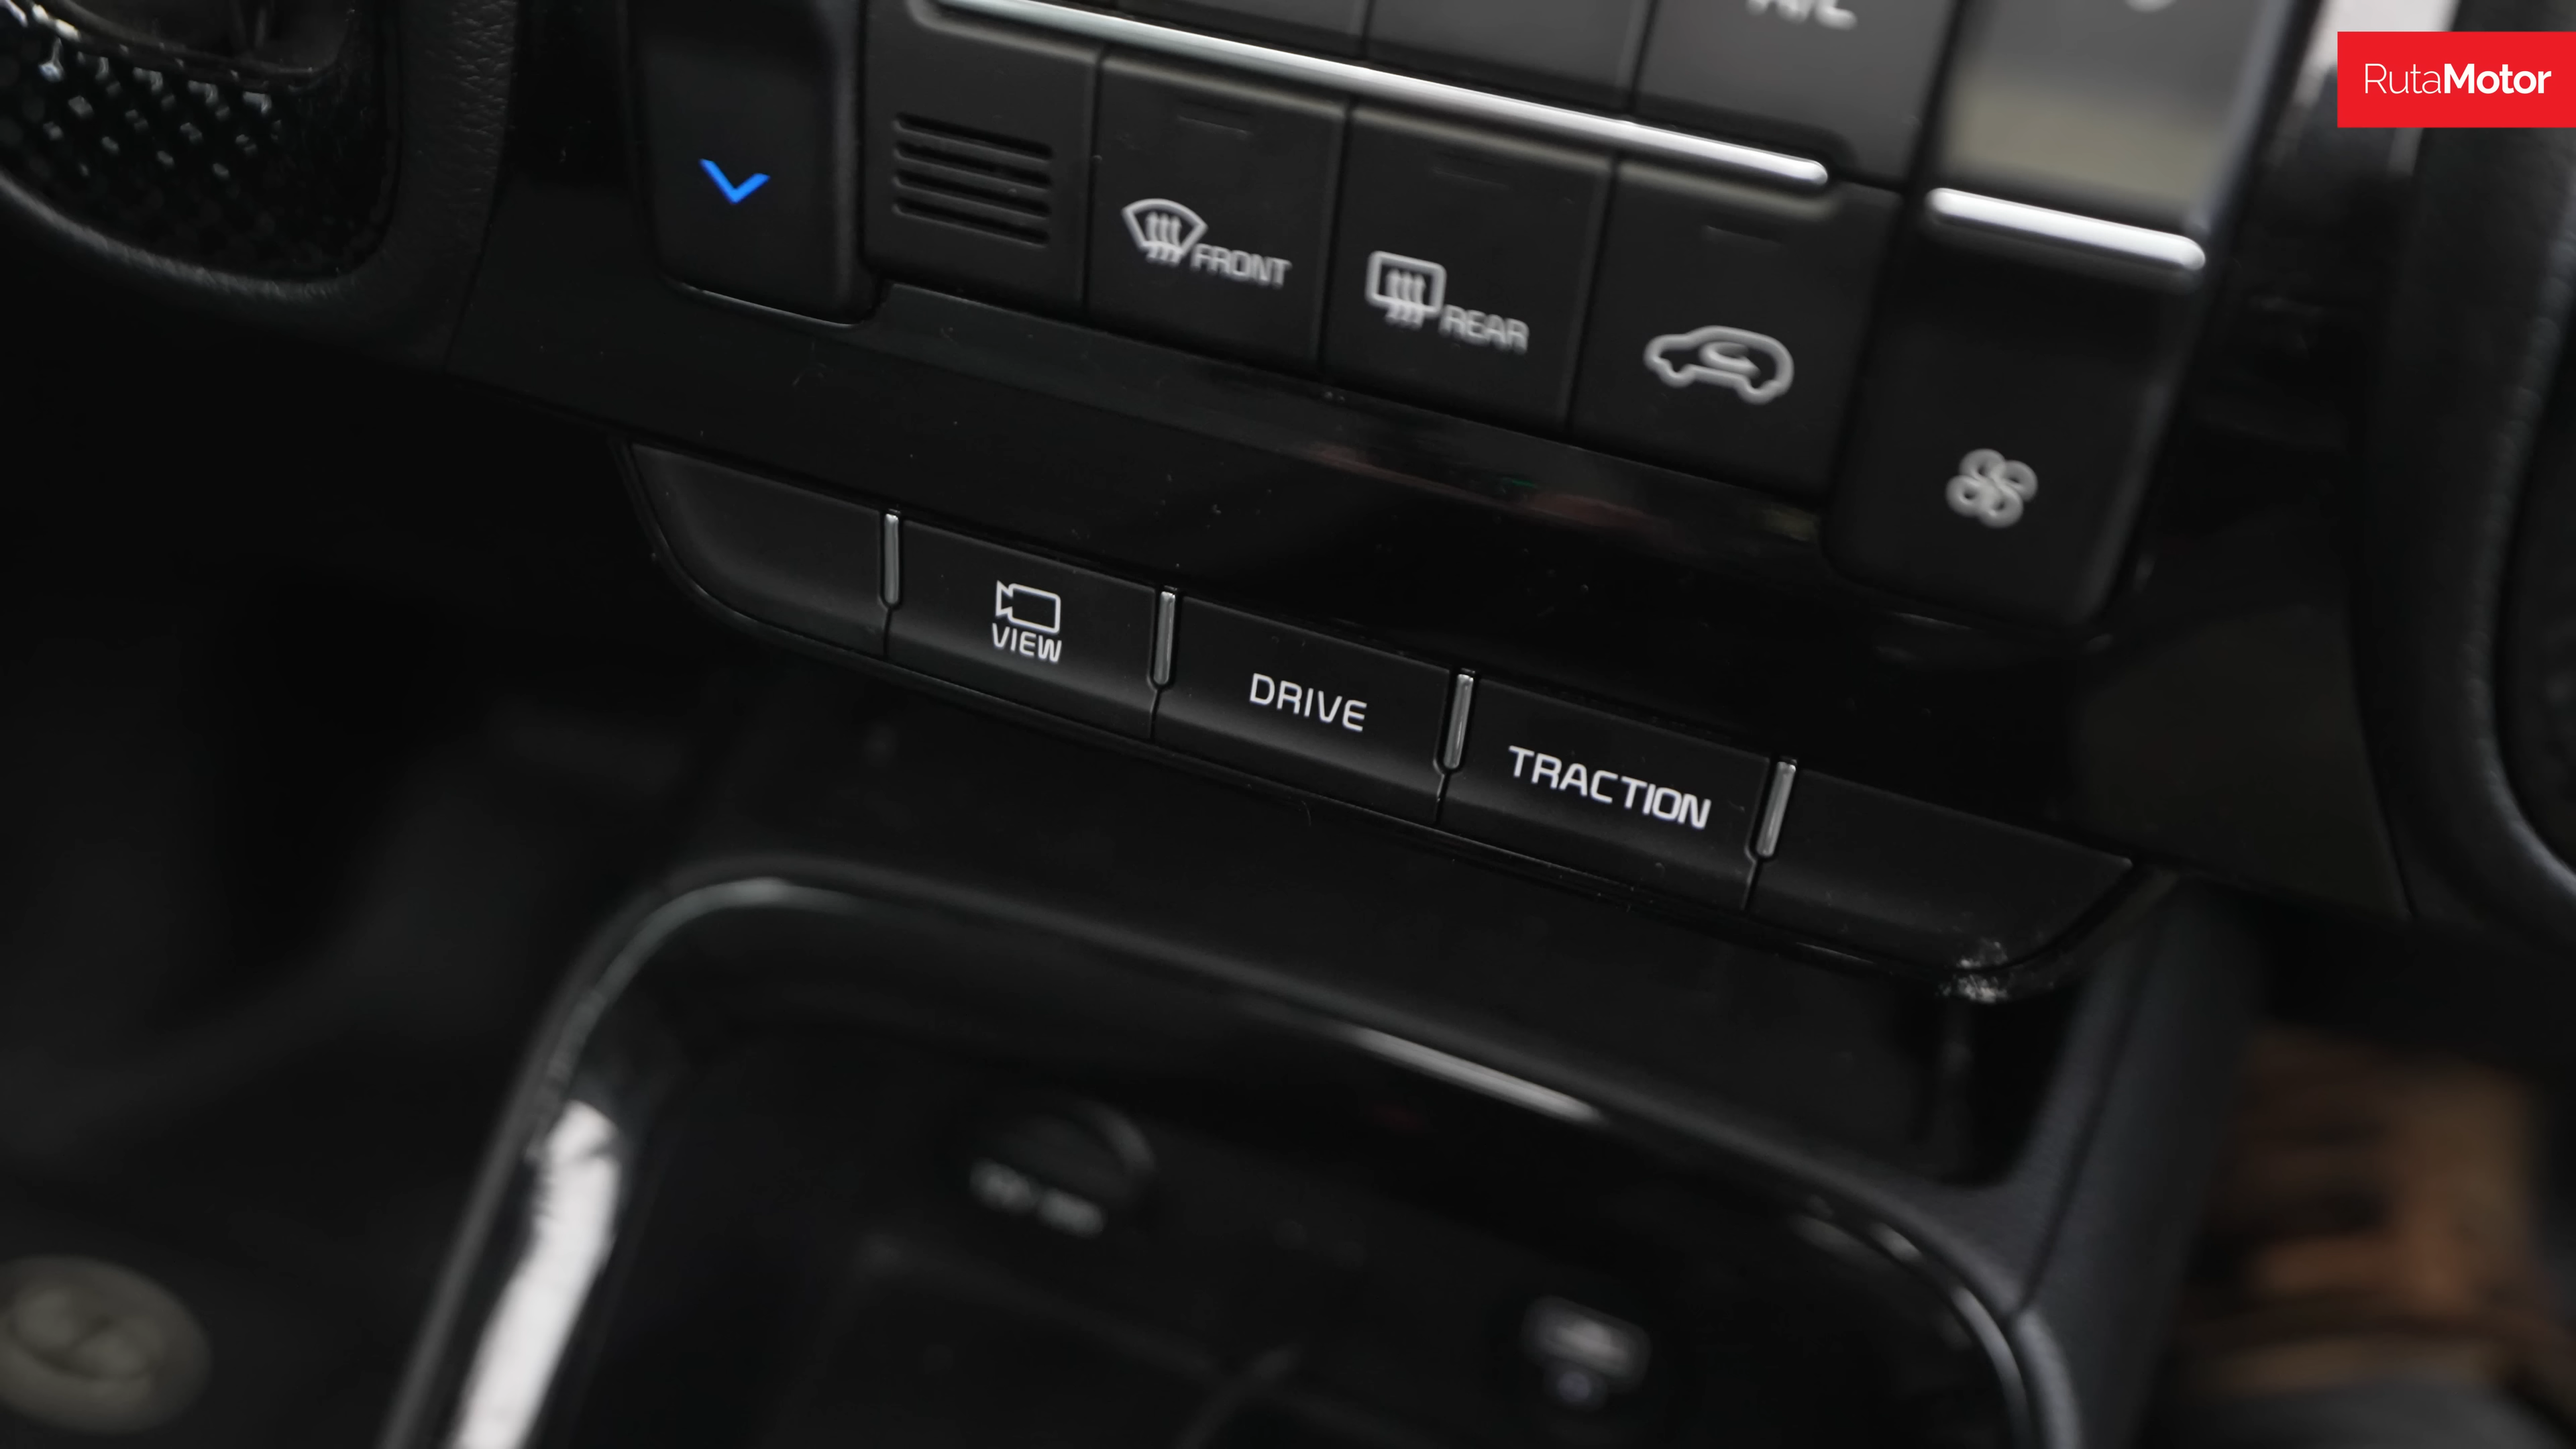 RutaMotor
A/C
FRONT
REAR
VIEW
DRIVE
TRACTION